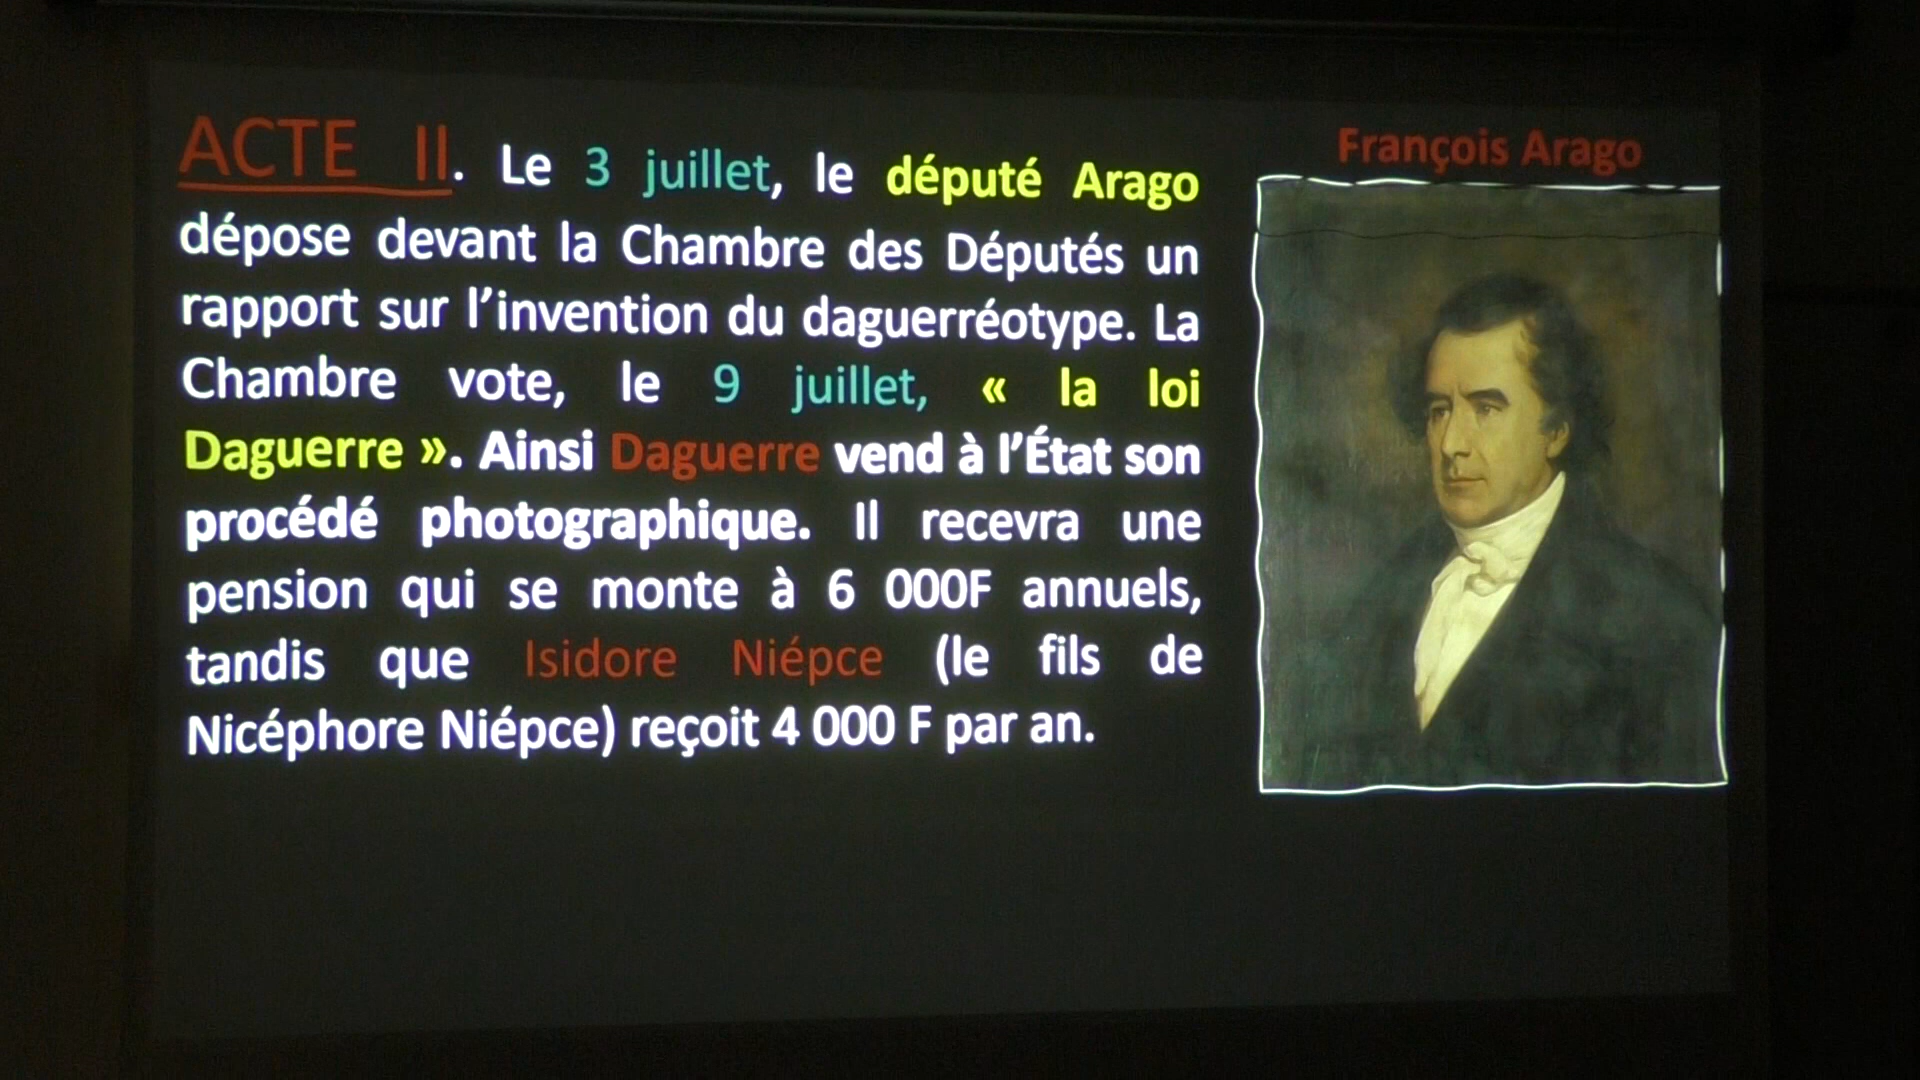 ACTE II. Le 3 juillet, le député Arago
dépose devant la Chambre des Députés un
rapport sur l'invention du daguerréotype. La
Chambre vote, le 9 juillet, « la loi
Daguerre ». Ainsi Daguerre vend à l'État son
procédé photographique. Il recevra une
pension qui se monte à 6 000F annuels,
tandis que Isidore Niépce (le fils de
Nicéphore Niépce) reçoit 4 000 F par an.
François Arago